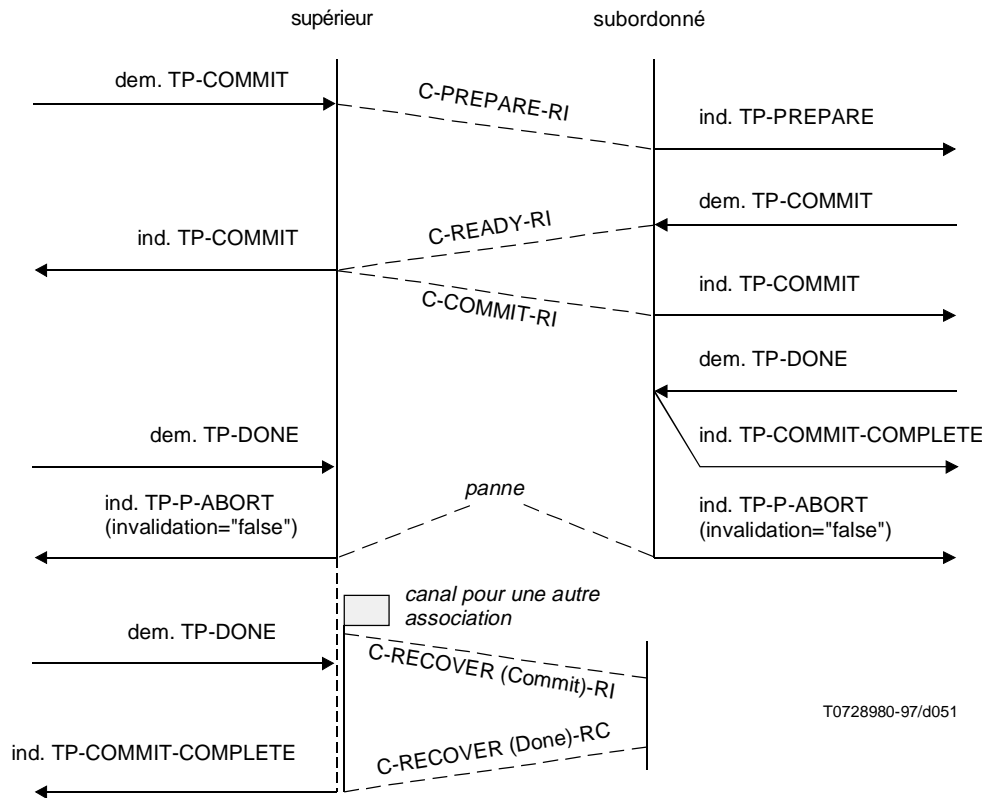 supérieur
subordonné
dem. TP-COMMIT
C-PREPARE-RI
ind. TP-PREPARE
dem. TP-COMMIT
C-READY-RI
ind. TP-COMMIT
C-COMMIT-RI
ind. TP-COMMIT
dem. TP-DONE
dem. TP-DONE
ind. TP-COMMIT-COMPLETE
panne
ind. TP-P-ABORT
(invalidation="false")
ind. TP-P-ABORT
(invalidation="false")
canal pour une autre
association
dem. TP-DONE
C-RECOVER (Commit)-RI
T0728980-97/d051
C-RECOVER (Done)-RC
ind. TP-COMMIT-COMPLETE